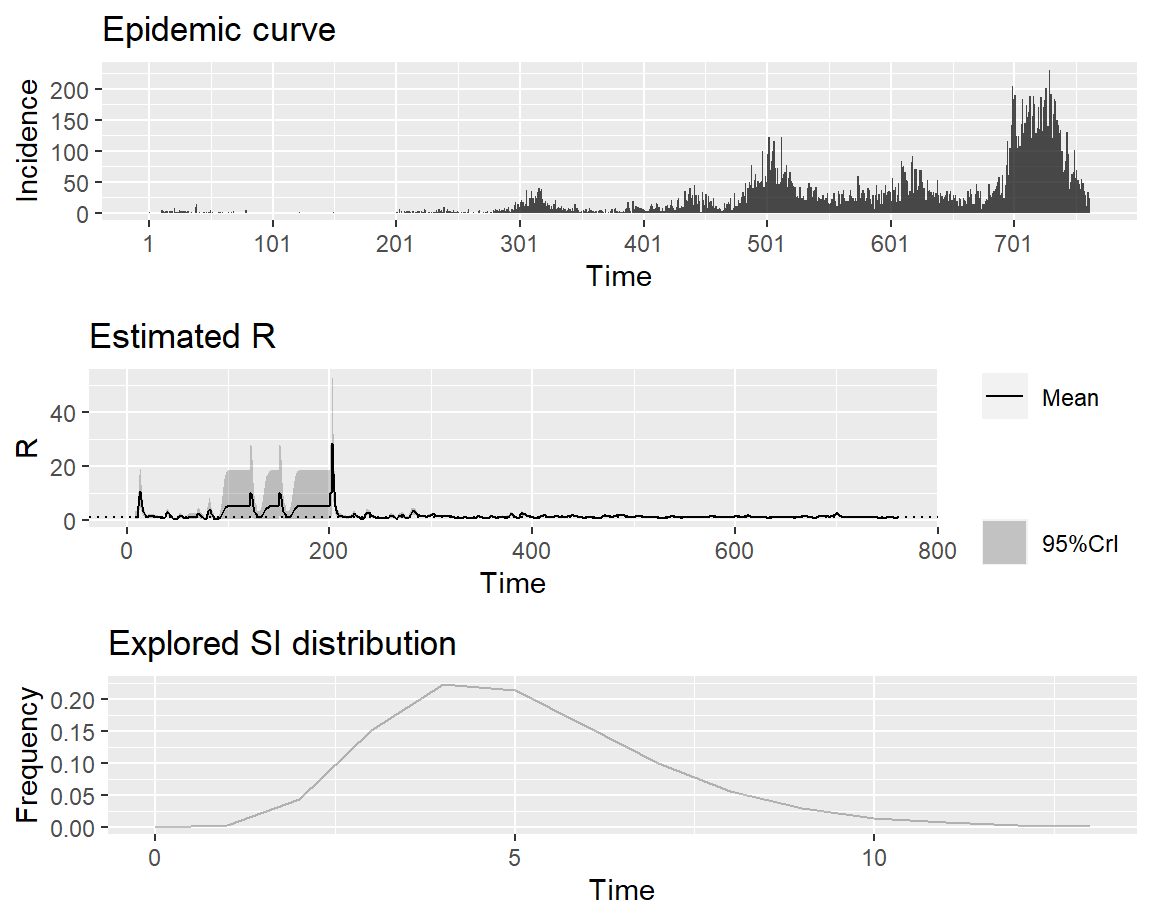 Epidemic curve
200
150
100
50
0
Incidence
1 101 201 301 401 501 601 701
Time
Estimated R
40
20
0
R
0 200 400 600 800
Time
Mean
95%CrI
Explored SI distribution
0.20
0.15
0.10
0.05
0.00
Frequency
0 5 10
Time